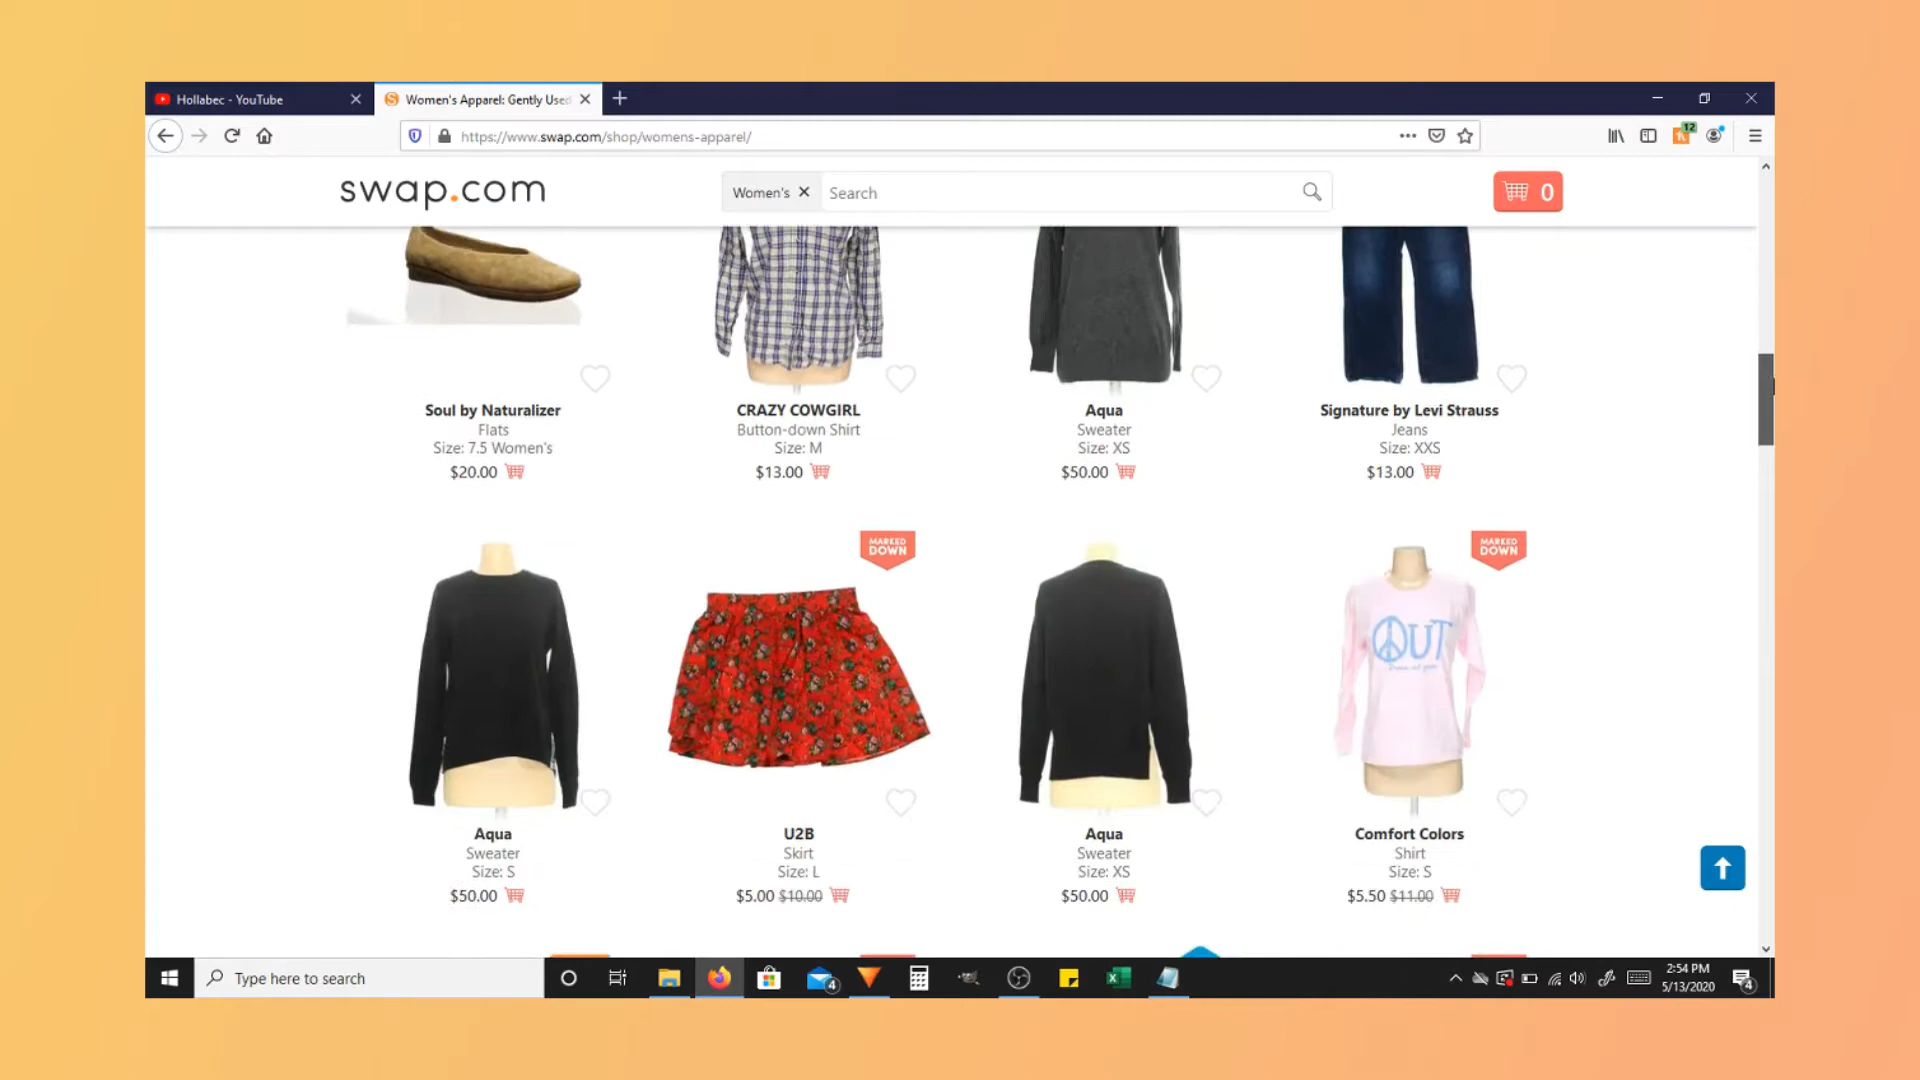 Hollabec - YouTube
Women's Apparel: Gently Used
https://www.swap.com/shop/womens-apparel/
12
swap.com
Women's
Search
0
Soul by Naturalizer
Flats
Size: 7.5 Women's
$20.00
CRAZY COWGIRL
Button-down Shirt
Size: M
$13.00
Aqua
Sweater
Size: XS
$50.00
Signature by Levi Strauss
Jeans
Size: XXS
$13.00
MARKED
DOWN
MARKED
DOWN
OUT
Aqua
Sweater
Size: S
$50.00
U2B
Skirt
Size: L
$5.00 $10.00
Aqua
Sweater
Size: XS
$50.00
Comfort Colors
Shirt
Size: S
$5.50 $11.00
Type here to search
4
2:54 PM
5/13/2020
4